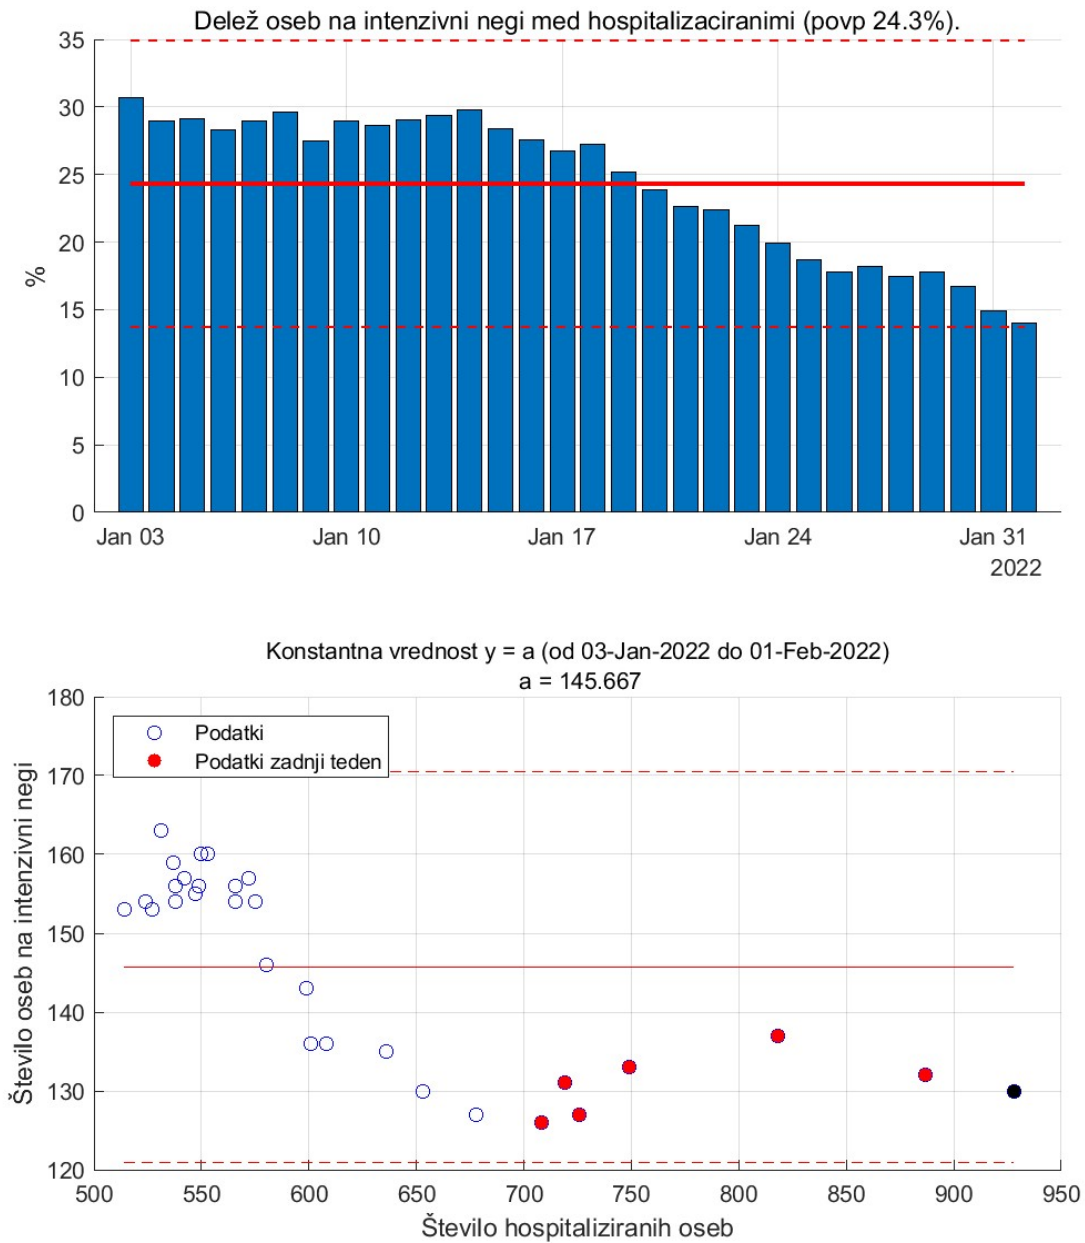 Delež oseb na intenzivni negi med hospitalizaciranimi (povp 24.3%).
35
30
25
20
15
10
5
0
%
Jan 03 Jan 10 Jan 17 Jan 24 Jan 31
2022
Konstantna vrednost y = a (od 03-Jan-2022 do 01-Feb-2022)
a = 145.667
Podatki
Podatki zadnji teden
180
170
160
150
140
130
120
Število oseb na intenzivni negi
500 550 600 650 700 750 800 850 900 950
Število hospitaliziranih oseb